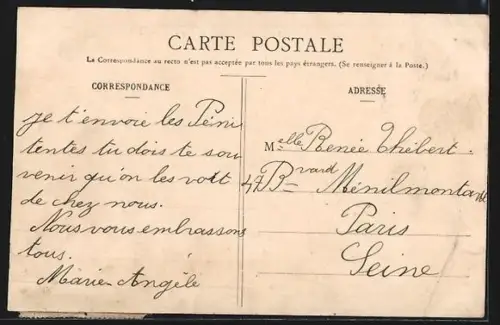 CARTE POSTALE
La Correspondance au recto n'est pas acceptée par tous les pays étrangers. (Se renseigner à la Poste.)
CORRESPONDANCE
je t'envoie les Péni
tentes tu dois te sou
venir qu'on les voit
de chez nous.
Nous vous embrassons
tous.
Marie Angèle
ADRESSE
Melle Renée Thébert.
47 Bvard Ménilmontant
Paris
Seine